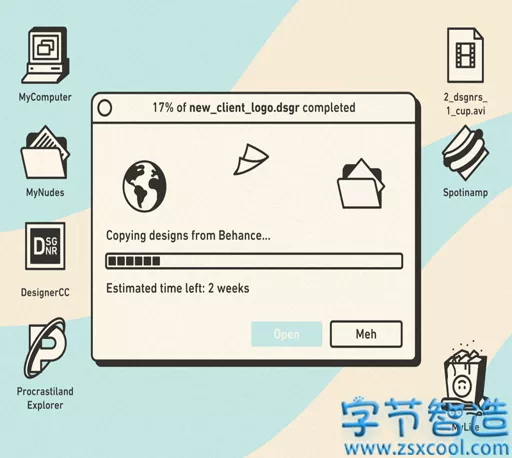 MyComputer
MyNudes
DSG
NR
DesignerCC
Procrastiland
Explorer
17% of new_client_logo.dsgr completed
Copying designs from Behance...
Estimated time left: 2 weeks
Open
Meh
2_dsgnrs_
1_cup.avi
Spotinamp
MyLife
字节智造
www.zsxcool.com